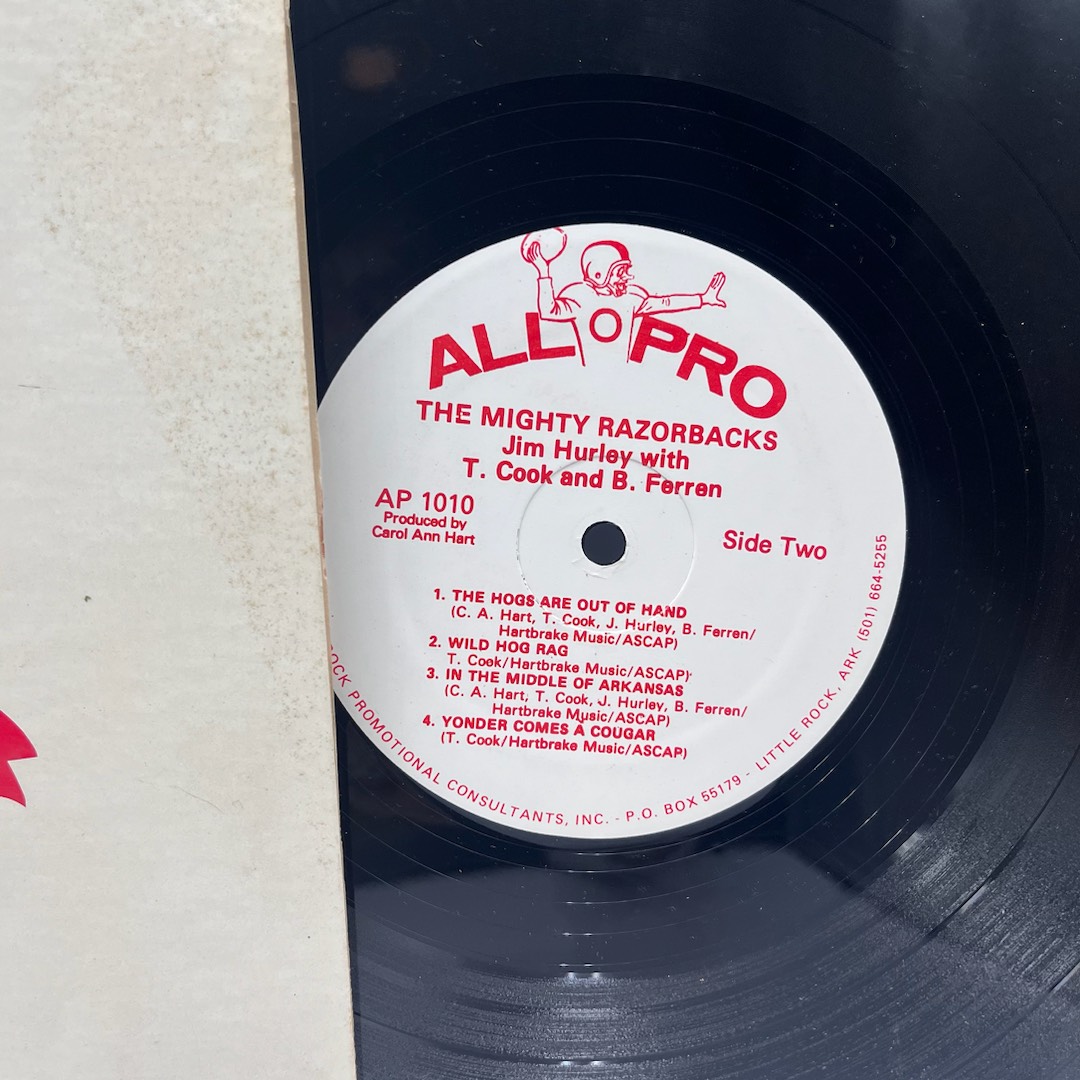 ALL PRO
THE MIGHTY RAZORBACKS
Jim Hurley with
T. Cook and B. Ferren
AP 1010
Produced by
Carol Ann Hart
Side Two
1. THE HOGS ARE OUT OF HAND
(C. A. Hart, T. Cook, J. Hurley, B. Ferren/
Hartbrake Music/ASCAP)
2. WILD HOG RAG
T. Cook/Hartbrake Music/ASCAP)
3. IN THE MIDDLE OF ARKANSAS
(C. A. Hart, T. Cook, J. Hurley, B. Ferren/
Hartbrake Music/ASCAP)
4. YONDER COMES A COUGAR
(T. Cook/Hartbrake Music/ASCAP)
OCK PROMOTIONAL CONSULTANTS, INC. - P.O. BOX 55179 - LITTLE ROCK, ARK (501) 664-5255